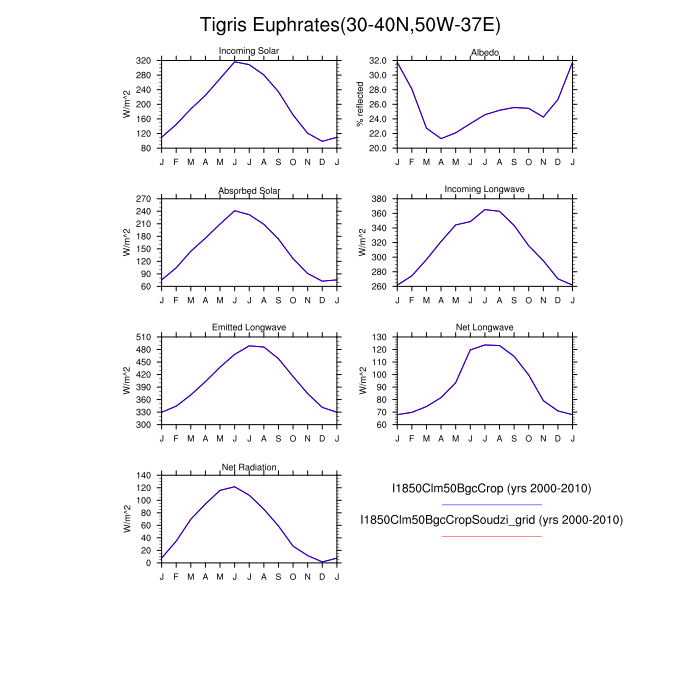 Tigris Euphrates(30-40N,50W-37E)
Incoming Solar
W/m^2
320
280
240
200
160
120
80
J F M A M J J A S O N D J
Albedo
% reflected
32.0
30.0
28.0
26.0
24.0
22.0
20.0
J F M A M J J A S O N D J
Absorbed Solar
W/m^2
270
240
210
180
150
120
90
60
J F M A M J J A S O N D J
Incoming Longwave
W/m^2
380
360
340
320
300
280
260
J F M A M J J A S O N D J
Emitted Longwave
W/m^2
510
480
450
420
390
360
330
300
J F M A M J J A S O N D J
Net Longwave
W/m^2
130
120
110
100
90
80
70
60
J F M A M J J A S O N D J
Net Radiation
W/m^2
140
120
100
80
60
40
20
0
J F M A M J J A S O N D J
I1850Clm50BgcCrop (yrs 2000-2010)
I1850Clm50BgcCropSoudzi_grid (yrs 2000-2010)